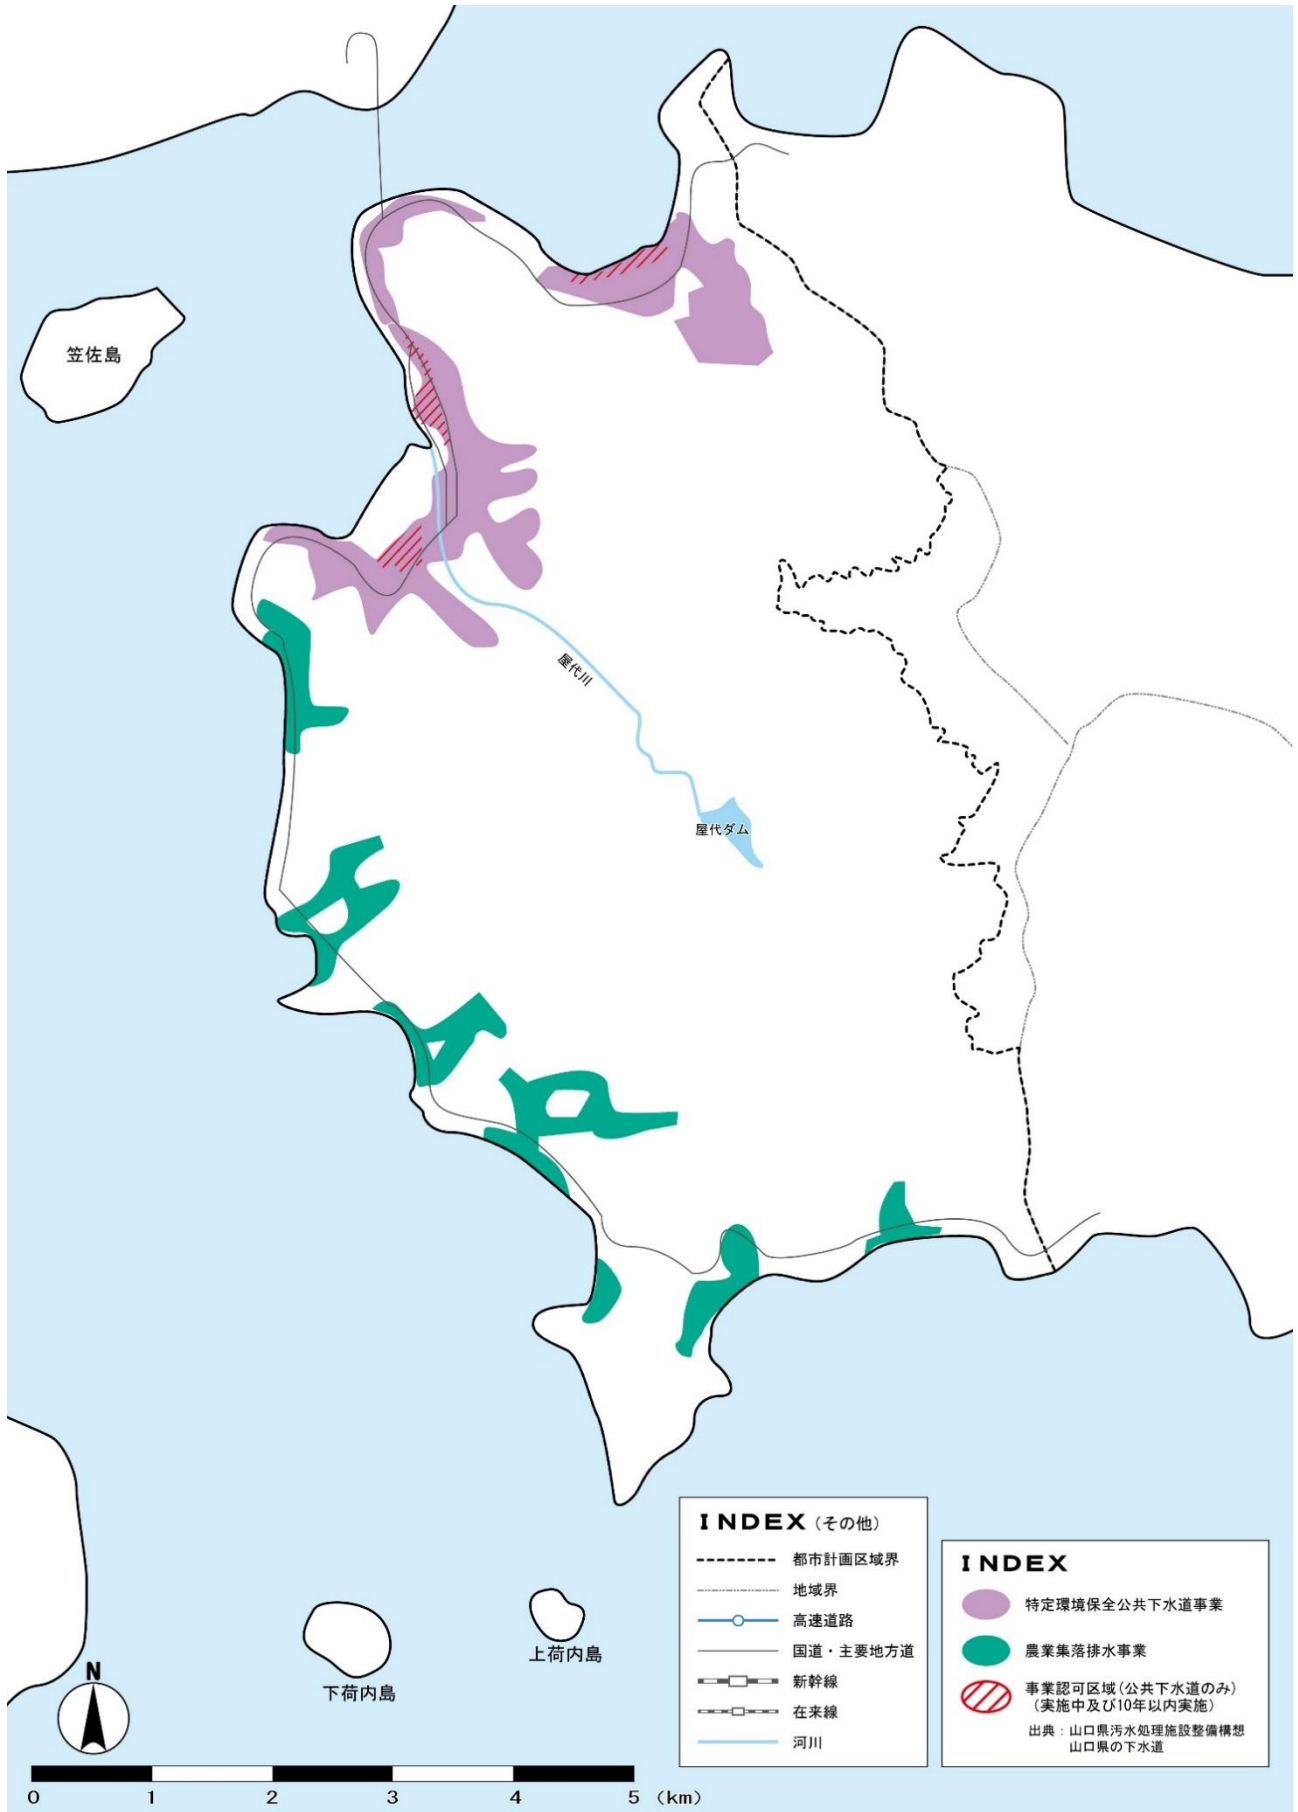 笠佐島
屋代川
屋代ダム
上荷内島
下荷内島
N
0 1 2 3 4 5 (km)
INDEX (その他)
都市計画区域界
地域界
高速道路
国道・主要地方道
新幹線
在来線
河川
INDEX
特定環境保全公共下水道事業
農業集落排水事業
事業認可区域(公共下水道のみ)
(実施中及び10年以内実施)
出典：山口県汚水処理施設整備構想
山口県の下水道